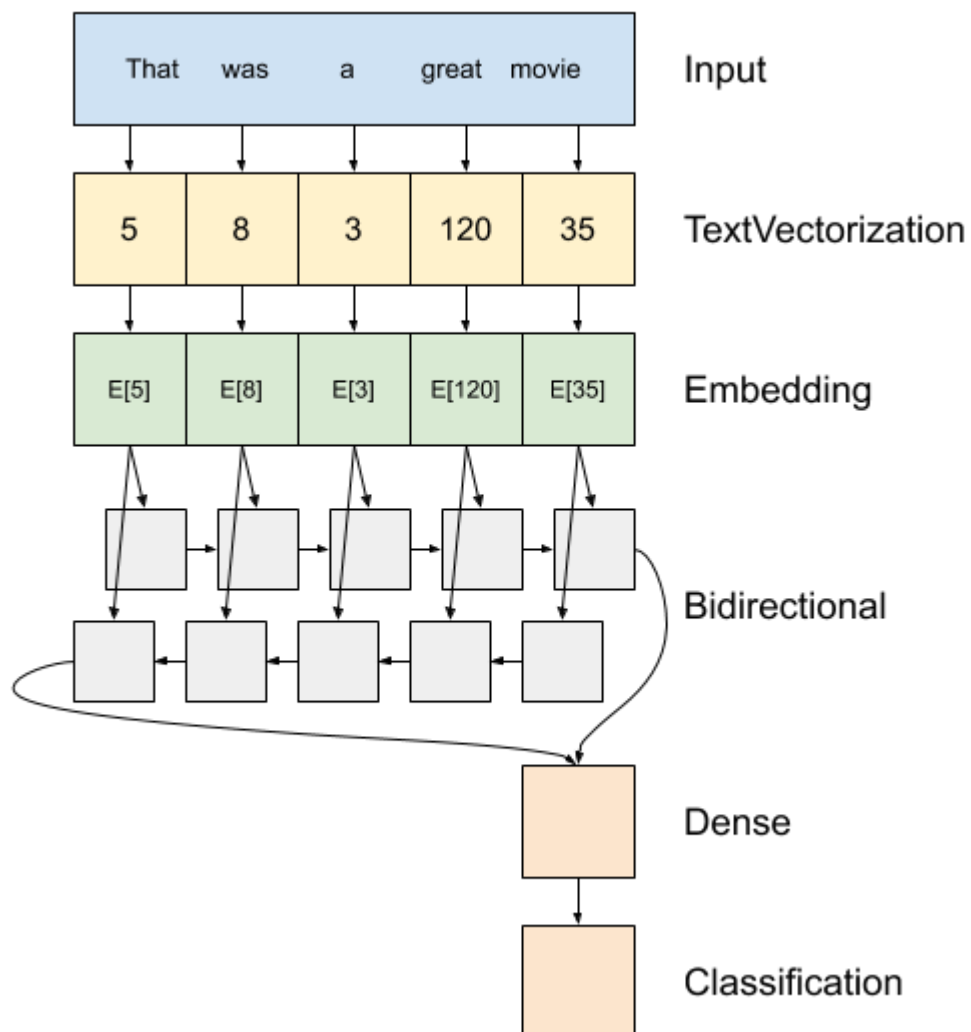 That was a great movie Input
5 8 3 120 35 TextVectorization
E[5] E[8] E[3] E[120] E[35] Embedding
Bidirectional
Dense
Classification